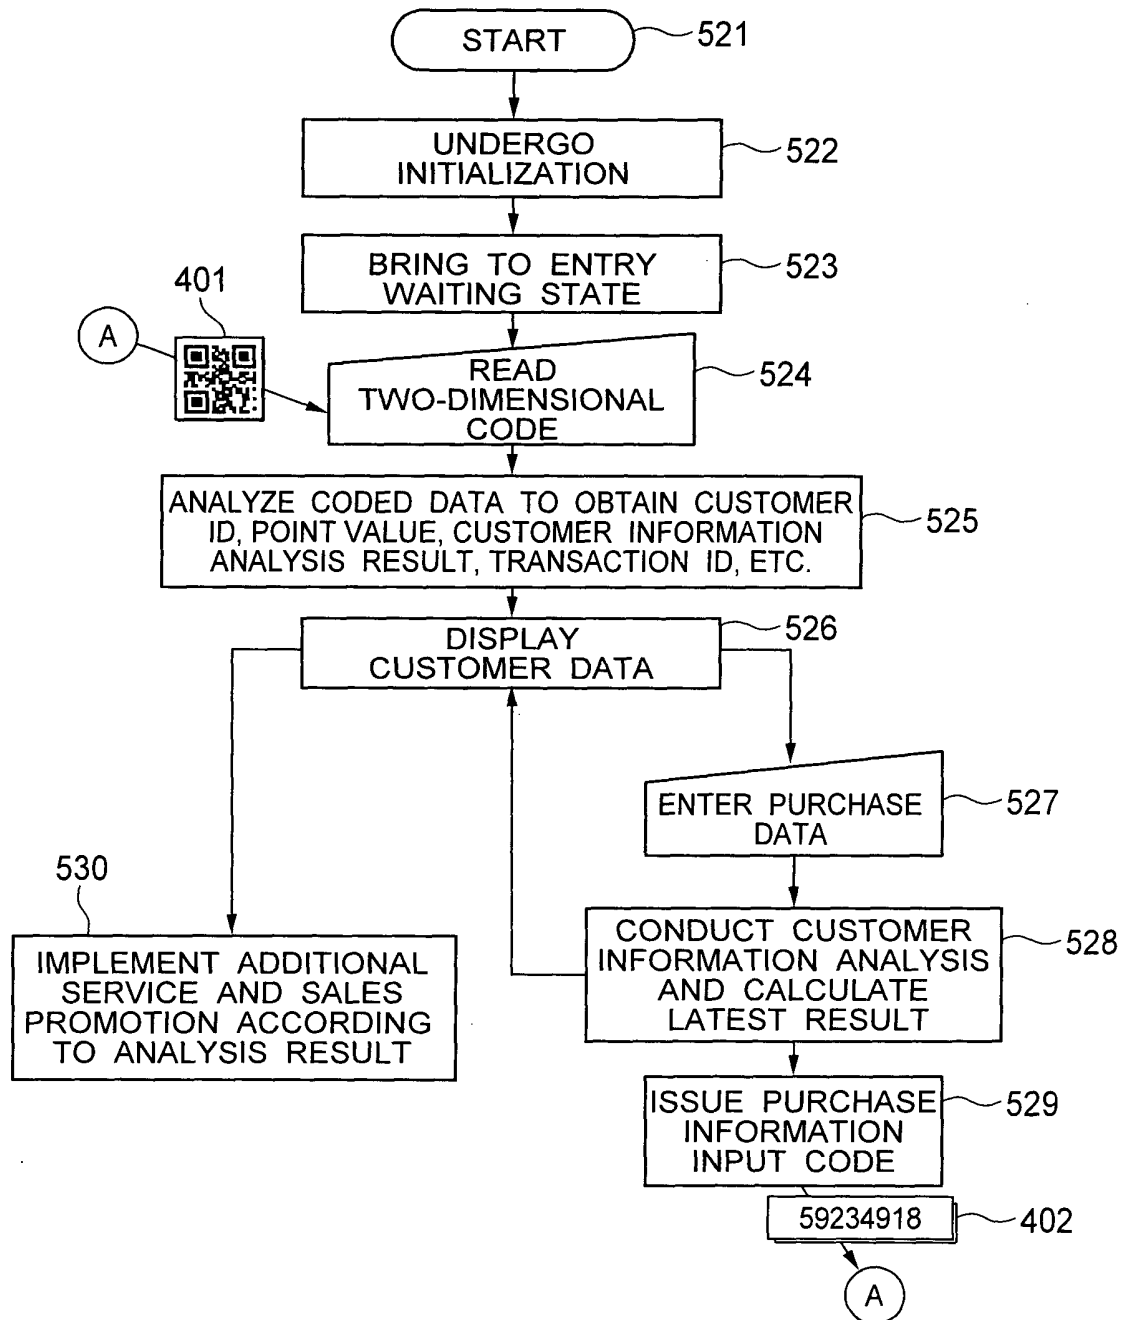 START
521
UNDERGO
INITIALIZATION
522
BRING TO ENTRY
WAITING STATE
523
401
A
READ
TWO-DIMENSIONAL
CODE
524
ANALYZE CODED DATA TO OBTAIN CUSTOMER
ID, POINT VALUE, CUSTOMER INFORMATION
ANALYSIS RESULT, TRANSACTION ID, ETC.
525
DISPLAY
CUSTOMER DATA
526
ENTER PURCHASE
DATA
527
530
IMPLEMENT ADDITIONAL
SERVICE AND SALES
PROMOTION ACCORDING
TO ANALYSIS RESULT
CONDUCT CUSTOMER
INFORMATION ANALYSIS
AND CALCULATE
LATEST RESULT
528
ISSUE PURCHASE
INFORMATION
INPUT CODE
529
59234918
402
A